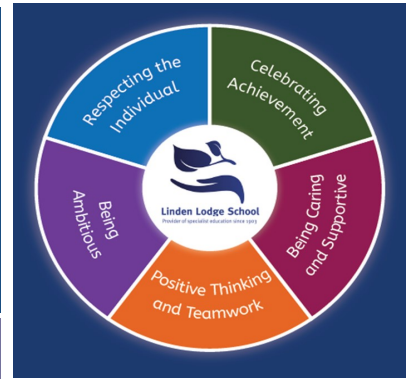 Respecting the
Individual
Celebrating
Achievement
Being Caring
and Supportive
Positive Thinking
and Teamwork
Being
Ambitious
Linden Lodge School
Provider of specialist education since 1903